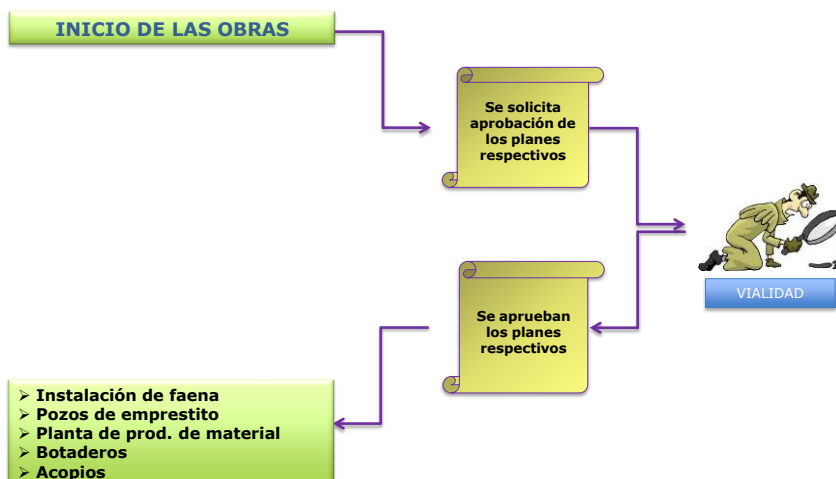 INICIO DE LAS OBRAS
Se solicita
aprobación de
los planes
respectivos
VIALIDAD
Se aprueban
los planes
respectivos
➢ Instalación de faena
➢ Pozos de emprestito
➢ Planta de prod. de material
➢ Botaderos
➢ Acopios